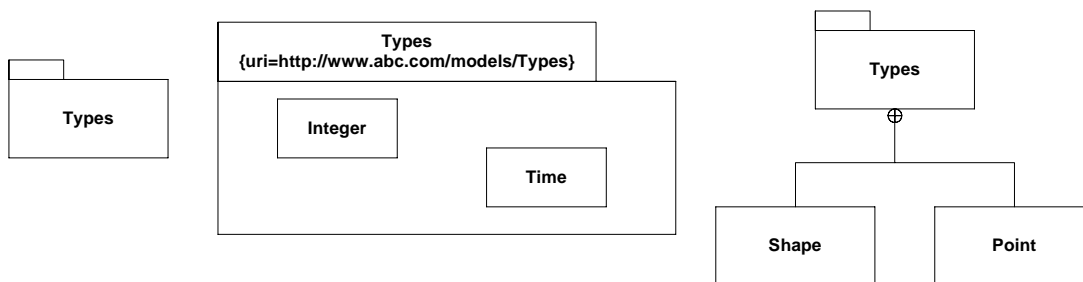 Types
Types
{uri=http://www.abc.com/models/Types}
Integer
Time
Types
Shape
Point